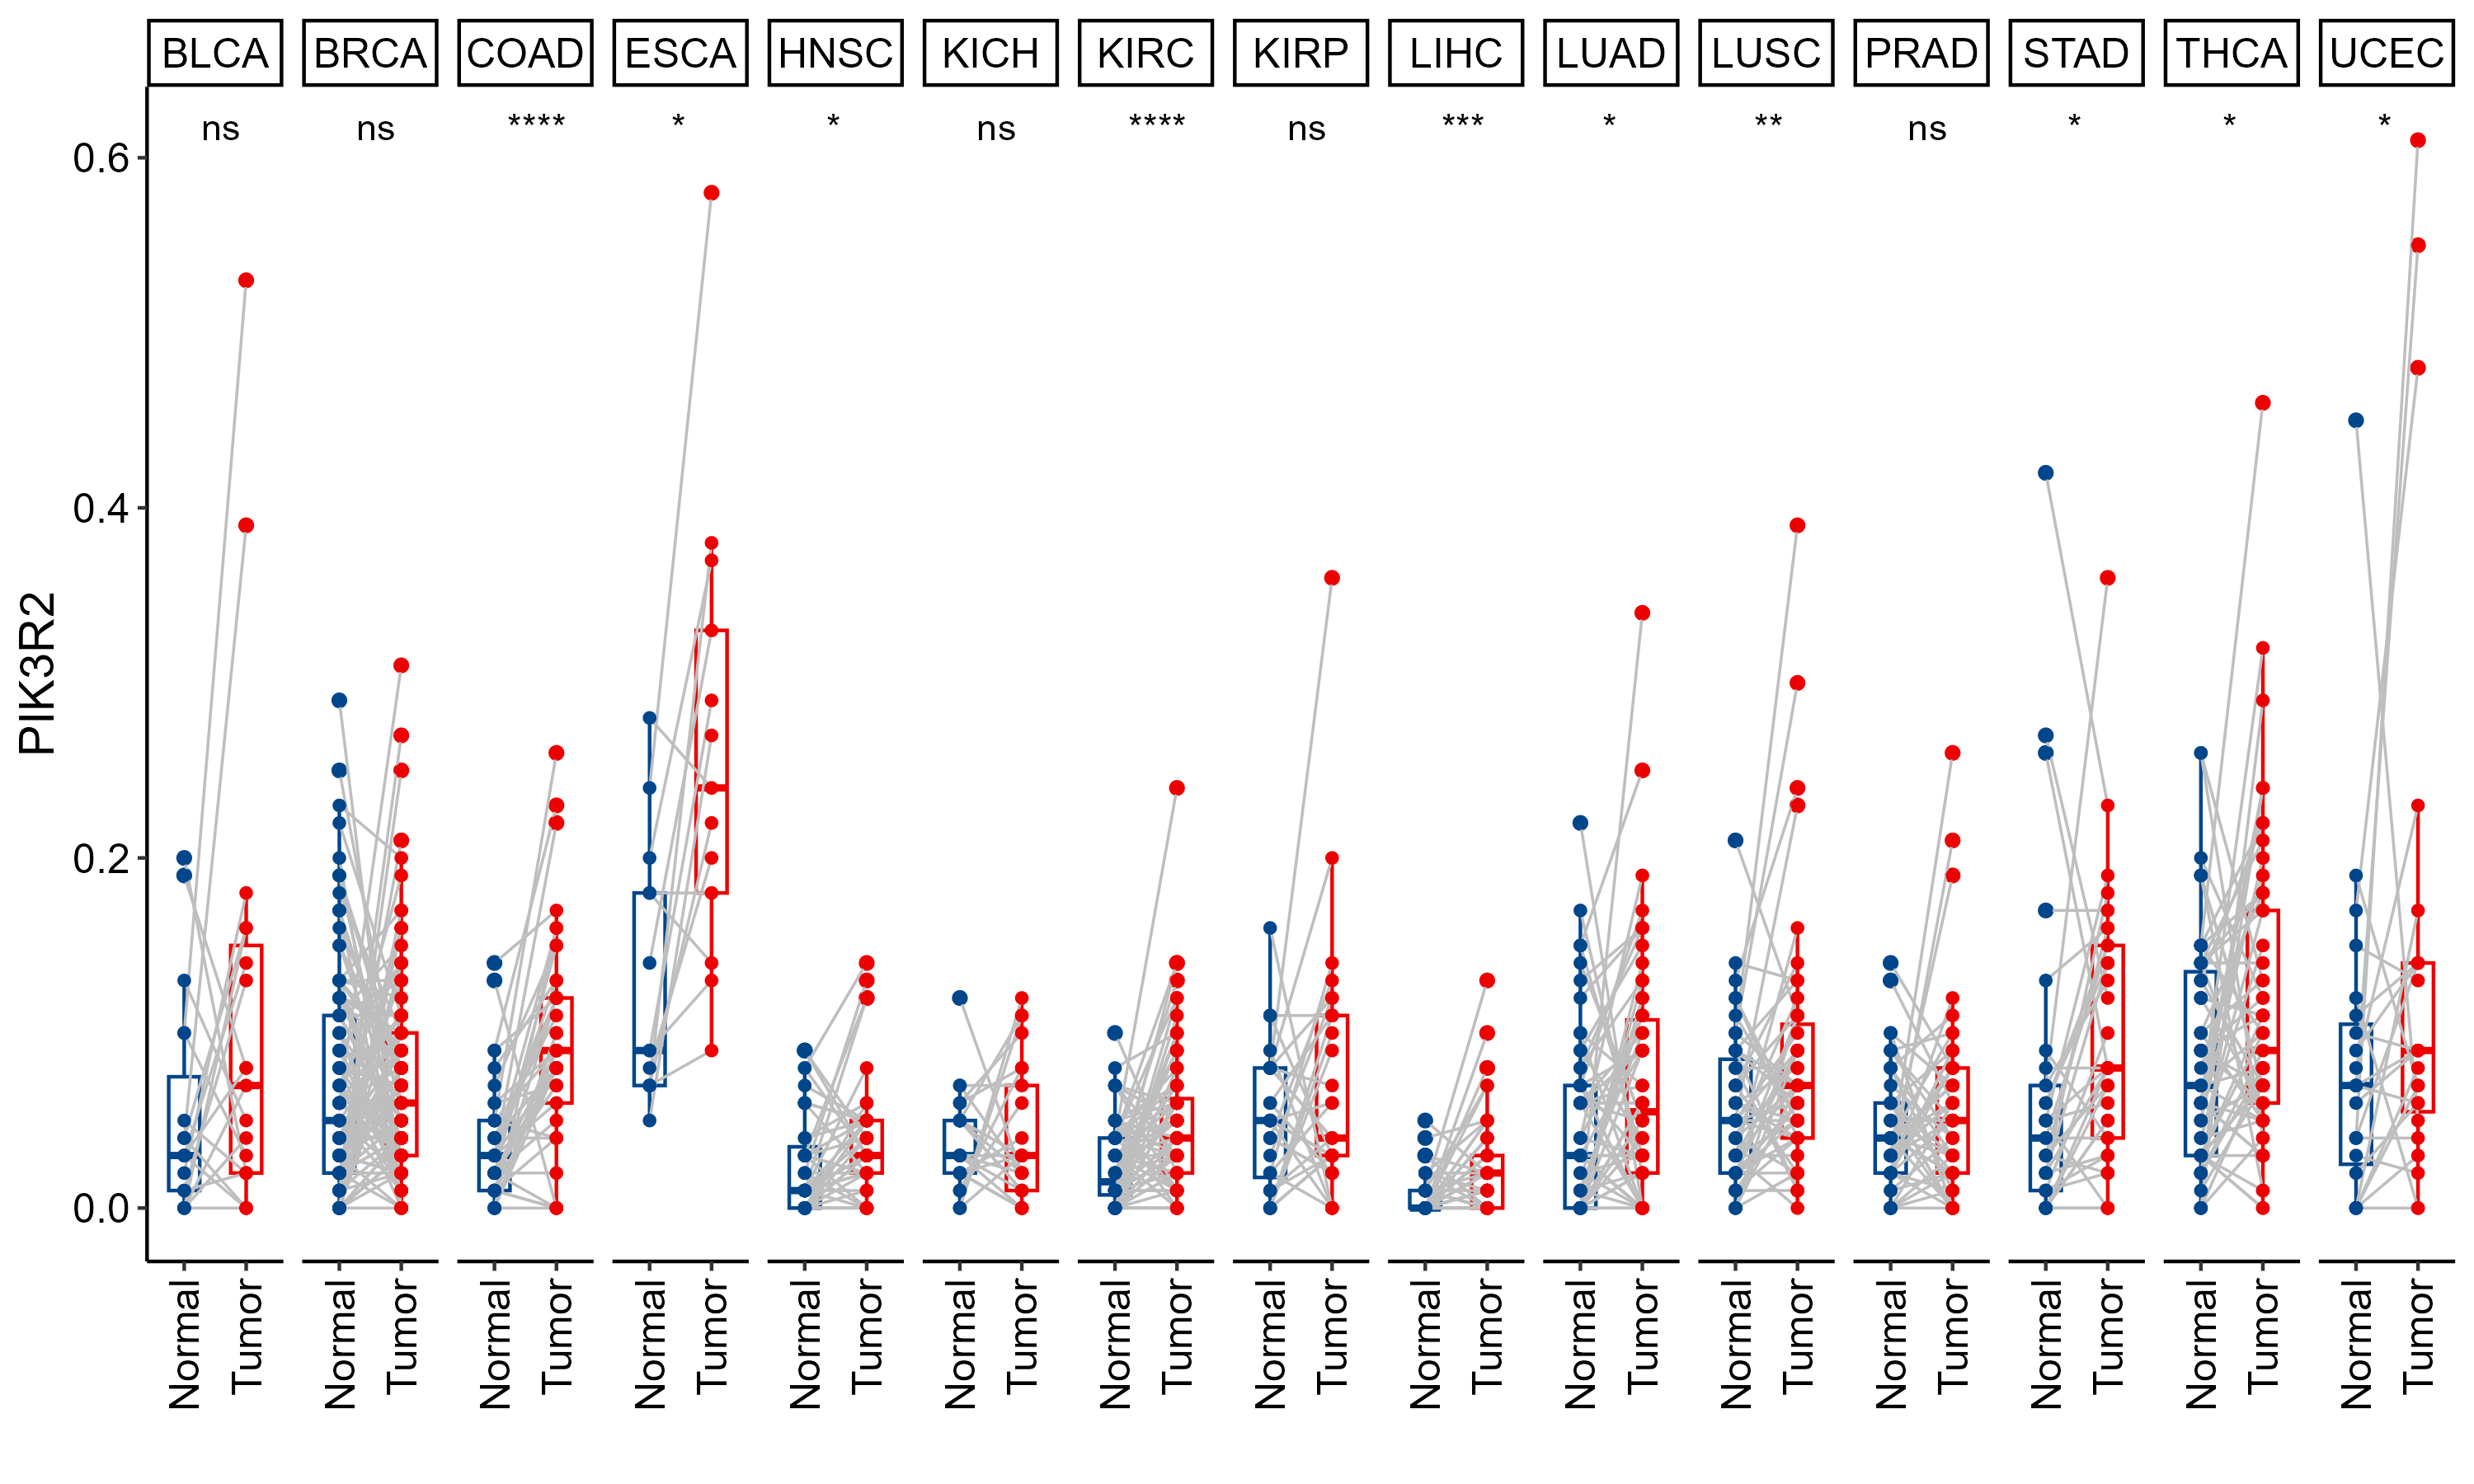 BLCA BRCA COAD ESCA HNSC KICH KIRC KIRP LIHC LUAD LUSC PRAD STAD THCA UCEC
ns ns **** * * ns **** ns *** * ** ns * * *
0.6
0.4
0.2
0.0
PIK3R2
Normal Tumor Normal Tumor Normal Tumor Normal Tumor Normal Tumor Normal Tumor Normal Tumor Normal Tumor Normal Tumor Normal Tumor Normal Tumor Normal Tumor Normal Tumor Normal Tumor Normal Tumor